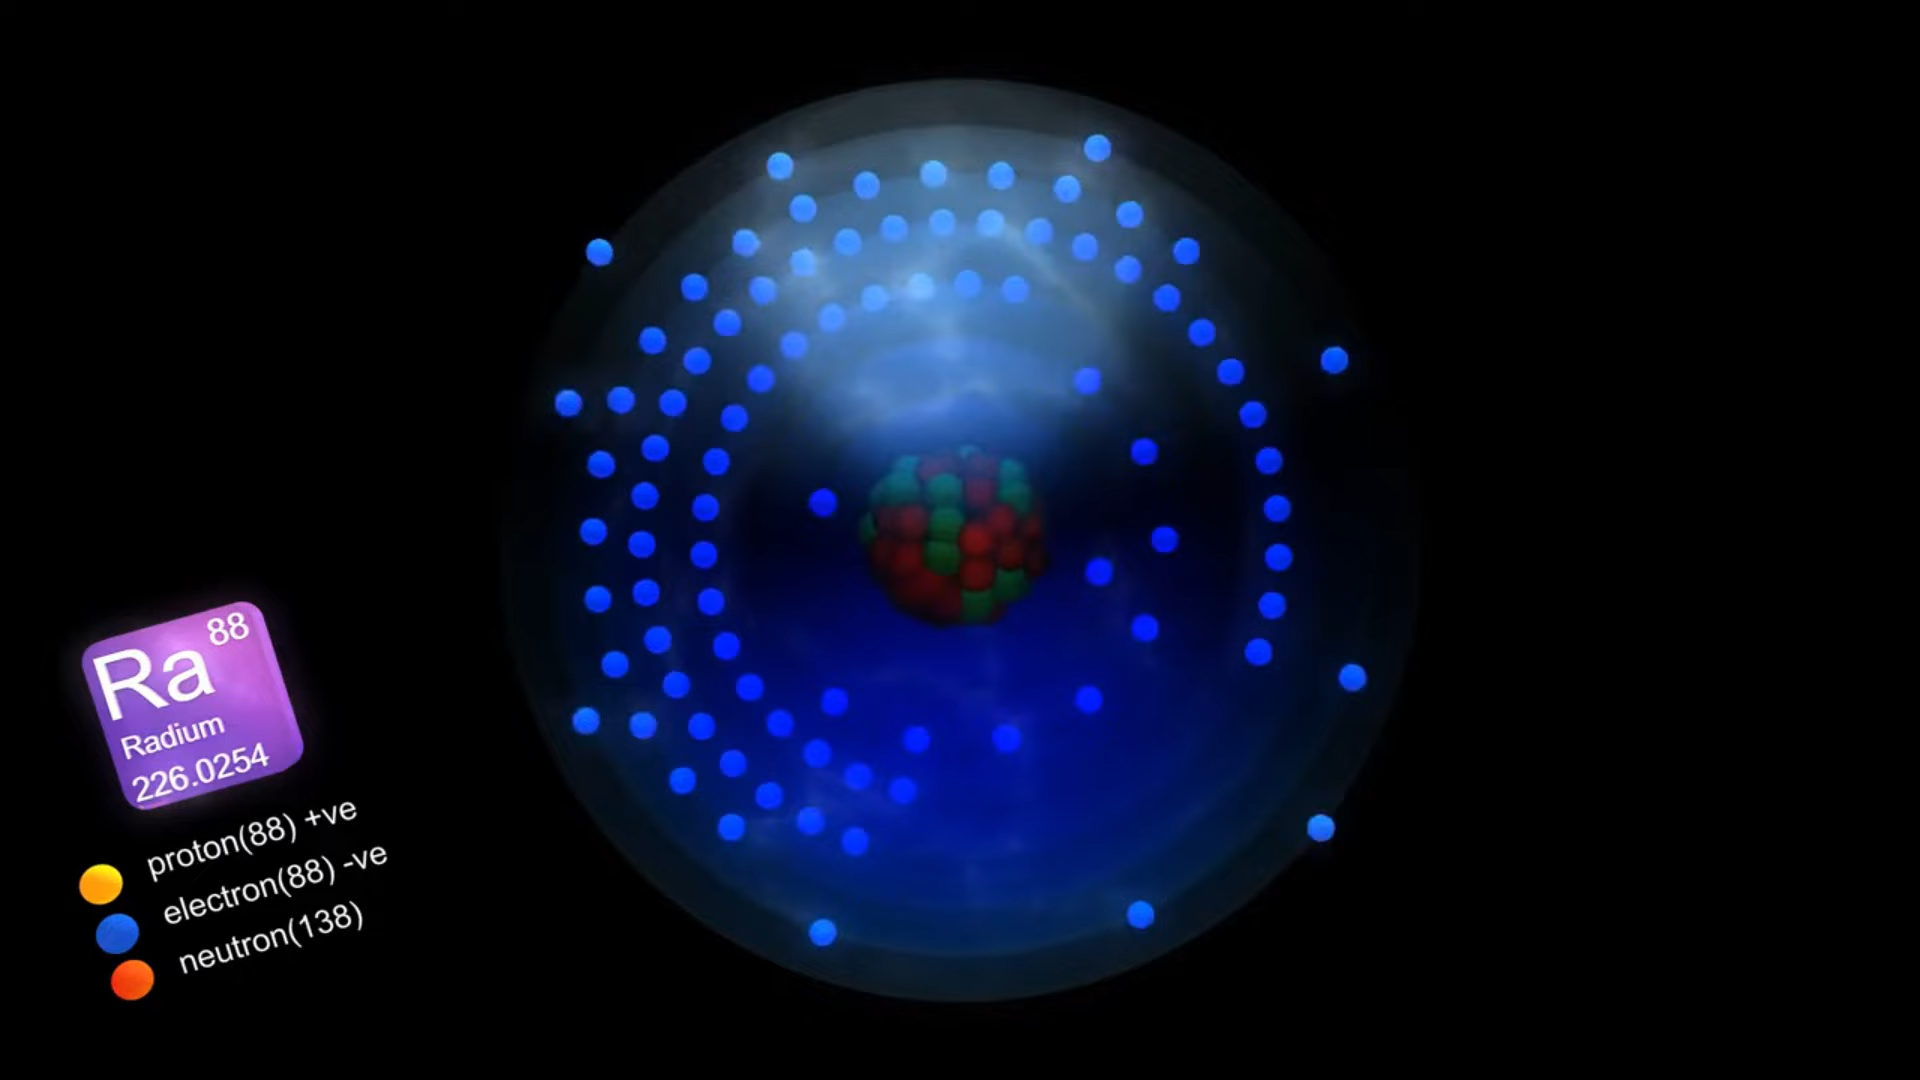 88
Ra
Radium
226.0254
proton(88) +ve
electron(88) -ve
neutron(138)